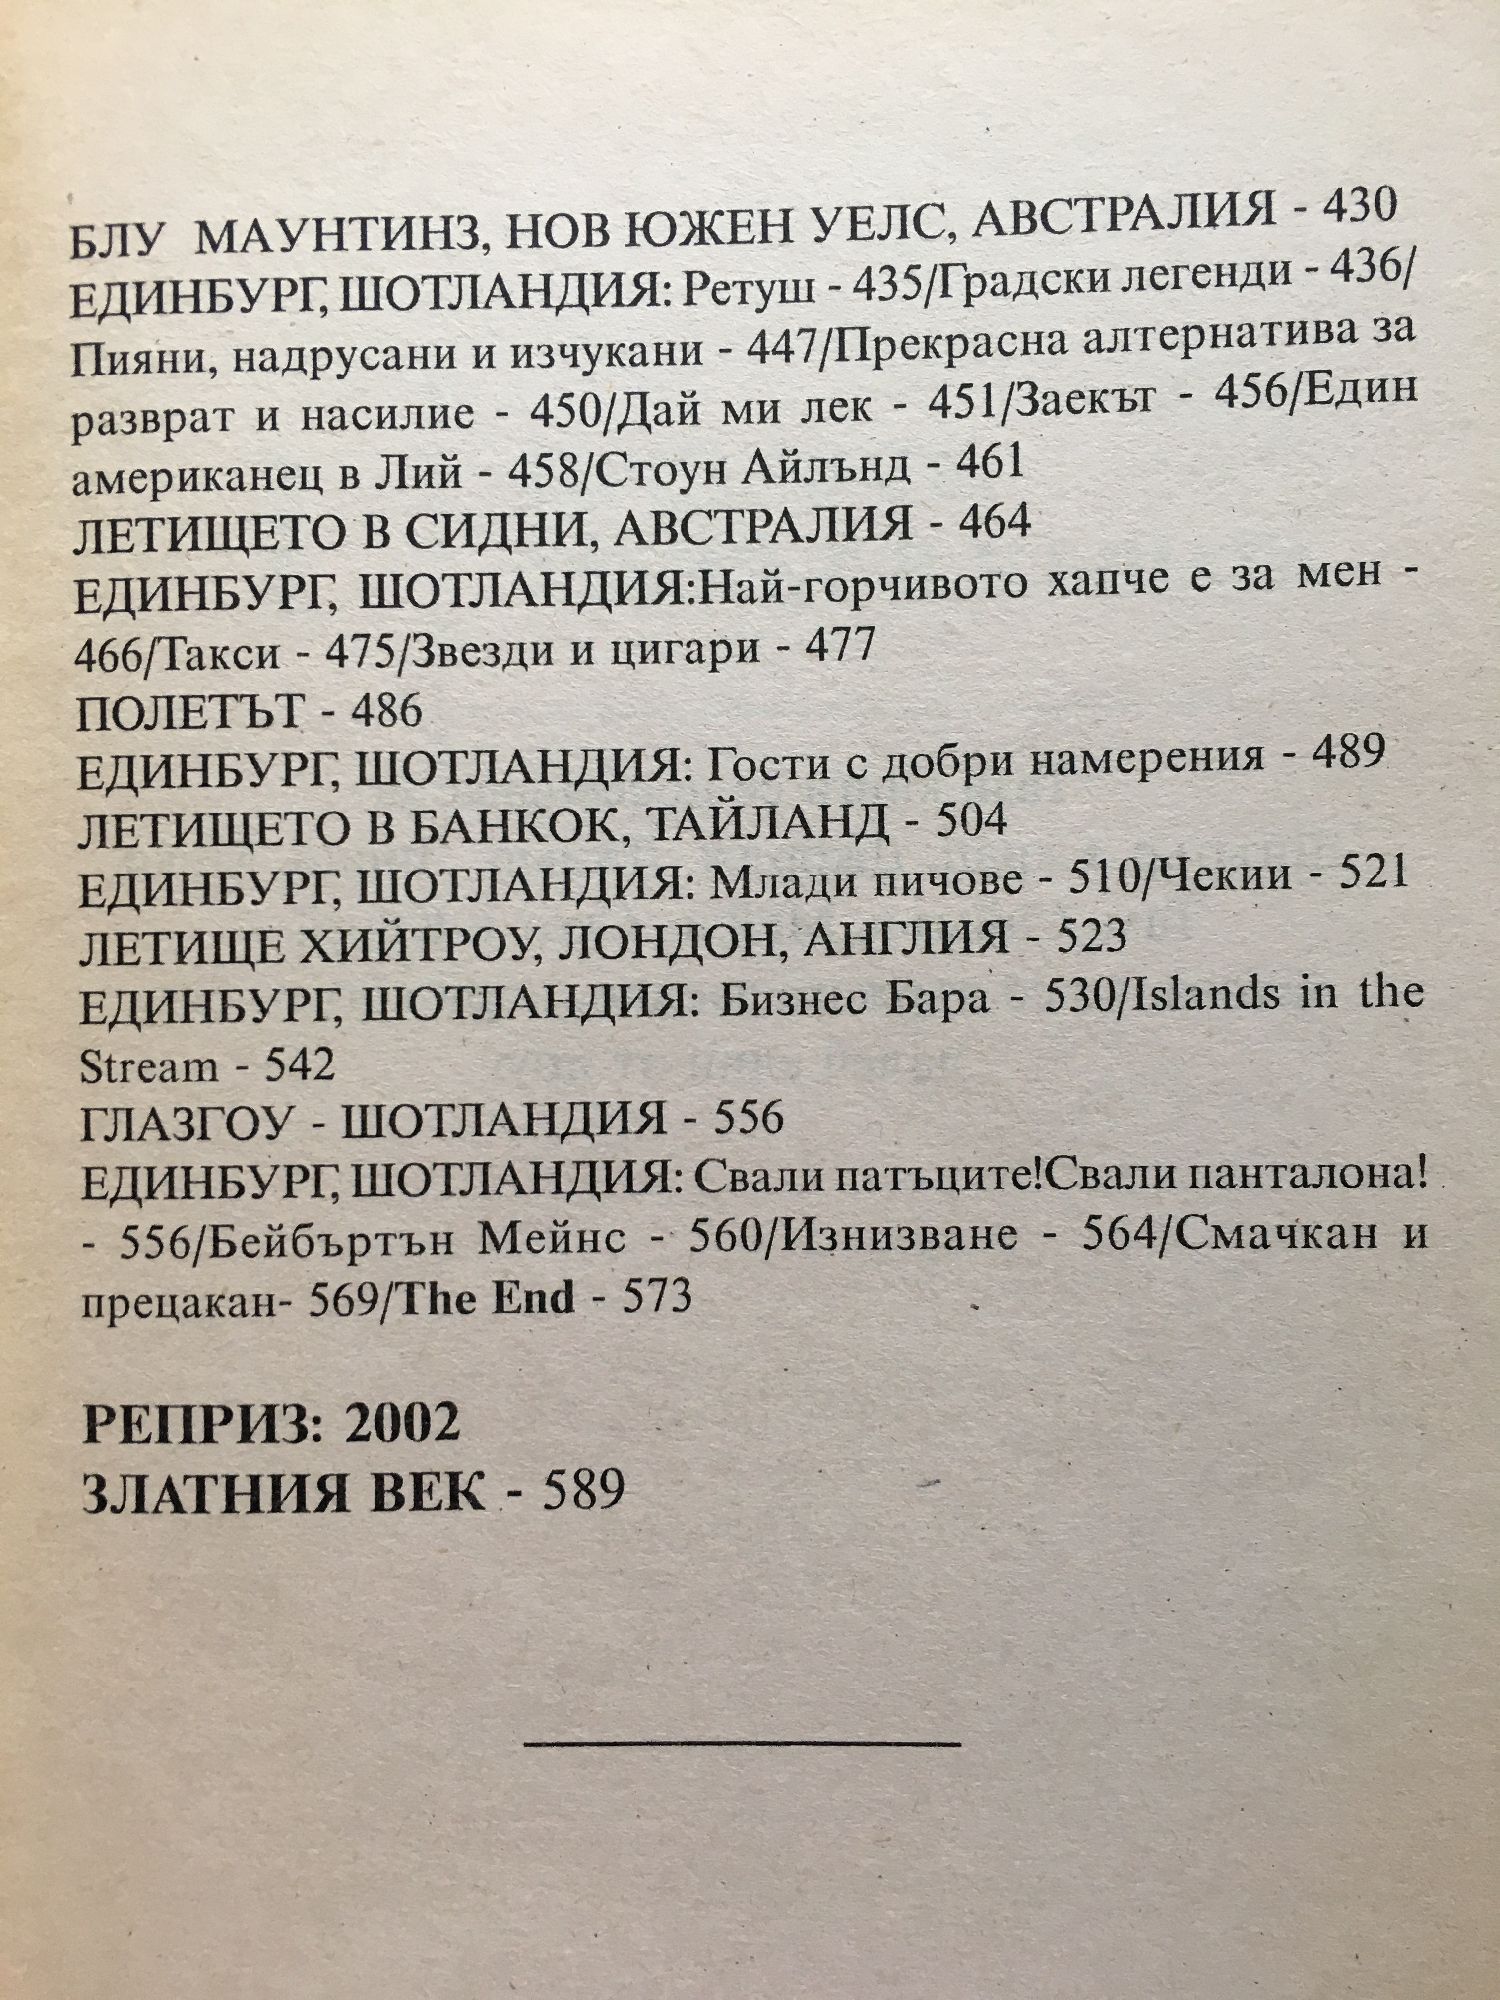 БЛУ МАУНТИНЗ, НОВ ЮЖЕН УЕЛС, АВСТРАЛИЯ - 430
ЕДИНБУРГ, ШОТЛАНДИЯ: Ретуш - 435/Градски легенди - 436/
Пияни, надрусани и изчукани - 447/Прекрасна алтернатива за
разврат и насилие - 450/Дай ми лек - 451/Заекът - 456/Един
американец в Лий - 458/Стоун Айлънд - 461
ЛЕТИЩЕТО В СИДНИ, АВСТРАЛИЯ - 464
ЕДИНБУРГ, ШОТЛАНДИЯ:Най-горчивото хапче е за мен -
466/Такси - 475/Звезди и цигари - 477
ПОЛЕТЪТ - 486
ЕДИНБУРГ, ШОТЛАНДИЯ: Гости с добри намерения - 489
ЛЕТИЩЕТО В БАНКОК, ТАЙЛАНД - 504
ЕДИНБУРГ, ШОТЛАНДИЯ: Млади пичове - 510/Чекии - 521
ЛЕТИЩЕ ХИЙТРОУ, ЛОНДОН, АНГЛИЯ - 523
ЕДИНБУРГ, ШОТЛАНДИЯ: Бизнес Бара - 530/Islands in the
Stream - 542
ГЛАЗГОУ - ШОТЛАНДИЯ - 556
ЕДИНБУРГ, ШОТЛАНДИЯ: Свали патъците!Свали панталона!
- 556/Бейбъртън Мейнс - 560/Изнизване - 564/Смачкан и
прецакан- 569/The End - 573
РЕПРИЗ: 2002
ЗЛАТНИЯ ВЕК - 589